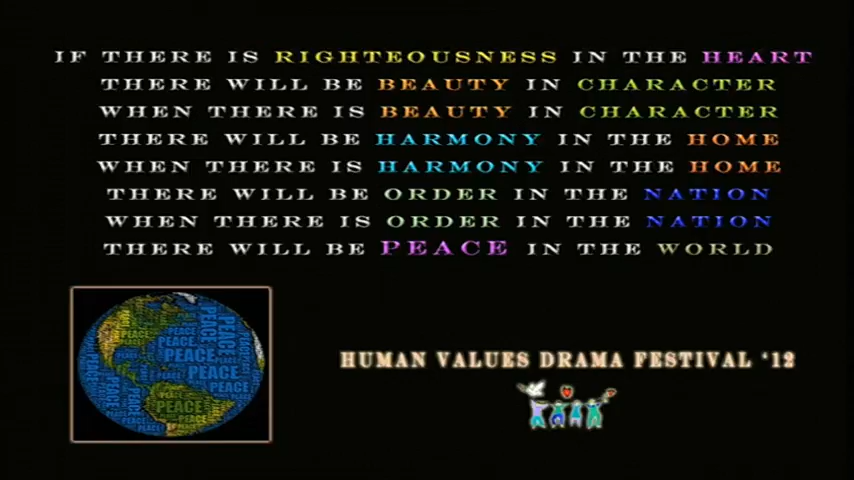 IF THERE IS RIGHTEOUSNESS IN THE HEART
THERE WILL BE BEAUTY IN CHARACTER
WHEN THERE IS BEAUTY IN CHARACTER
THERE WILL BE HARMONY IN THE HOME
WHEN THERE IS HARMONY IN THE HOME
THERE WILL BE ORDER IN THE NATION
WHEN THERE IS ORDER IN THE NATION
THERE WILL BE PEACE IN THE WORLD
PEACE
PEACE
PEACE
PEACE
PEACE
PEACE
PEACE
HUMAN VALUES DRAMA FESTIVAL ‘12